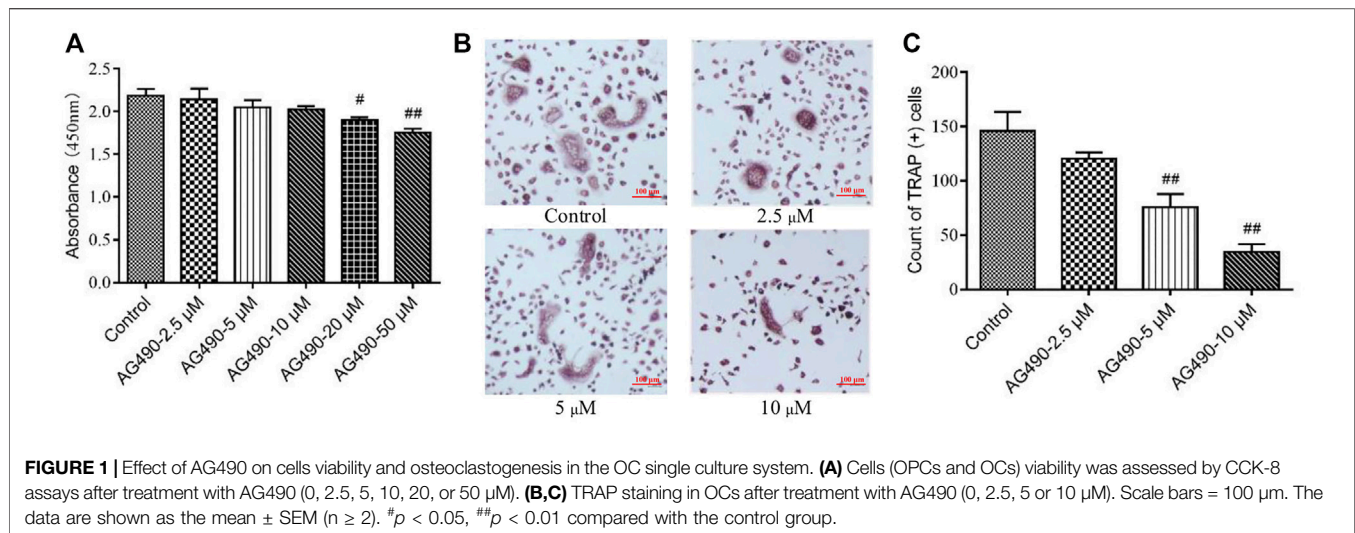 A
Absorbance (450nm)
2.5
2.0
1.5
1.0
0.5
0.0
#
##
Control
AG490-2.5 μM
AG490-5 μM
AG490-10 μM
AG490-20 μM
AG490-50 μM
B
100 μm
100 μm
Control
2.5 μM
100 μm
100 μm
5 μM
10 μM
C
Count of TRAP (+) cells
200
150
100
50
0
##
##
Control
AG490-2.5 μM
AG490-5 μM
AG490-10 μM
FIGURE 1 | Effect of AG490 on cells viability and osteoclastogenesis in the OC single culture system. (A) Cells (OPCs and OCs) viability was assessed by CCK-8
assays after treatment with AG490 (0, 2.5, 5, 10, 20, or 50 μM). (B,C) TRAP staining in OCs after treatment with AG490 (0, 2.5, 5 or 10 μM). Scale bars = 100 μm. The
data are shown as the mean ± SEM (n ≥ 2). #p < 0.05, ##p < 0.01 compared with the control group.